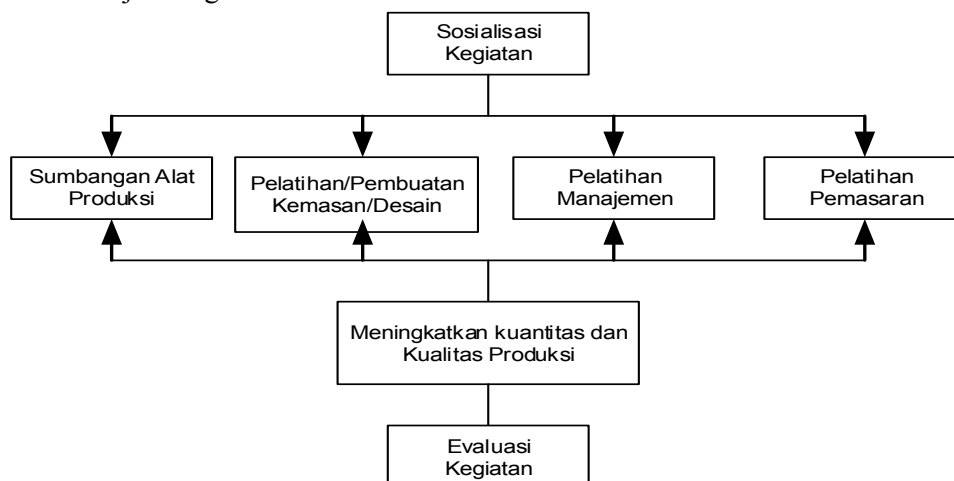 Sosialisasi
Kegiatan
Sumbangan Alat
Produksi
Pelatihan/Pembuatan
Kemasan/Desain
Pelatihan
Manajemen
Pelatihan
Pemasaran
Meningkatkan kuantitas dan
Kualitas Produksi
Evaluasi
Kegiatan